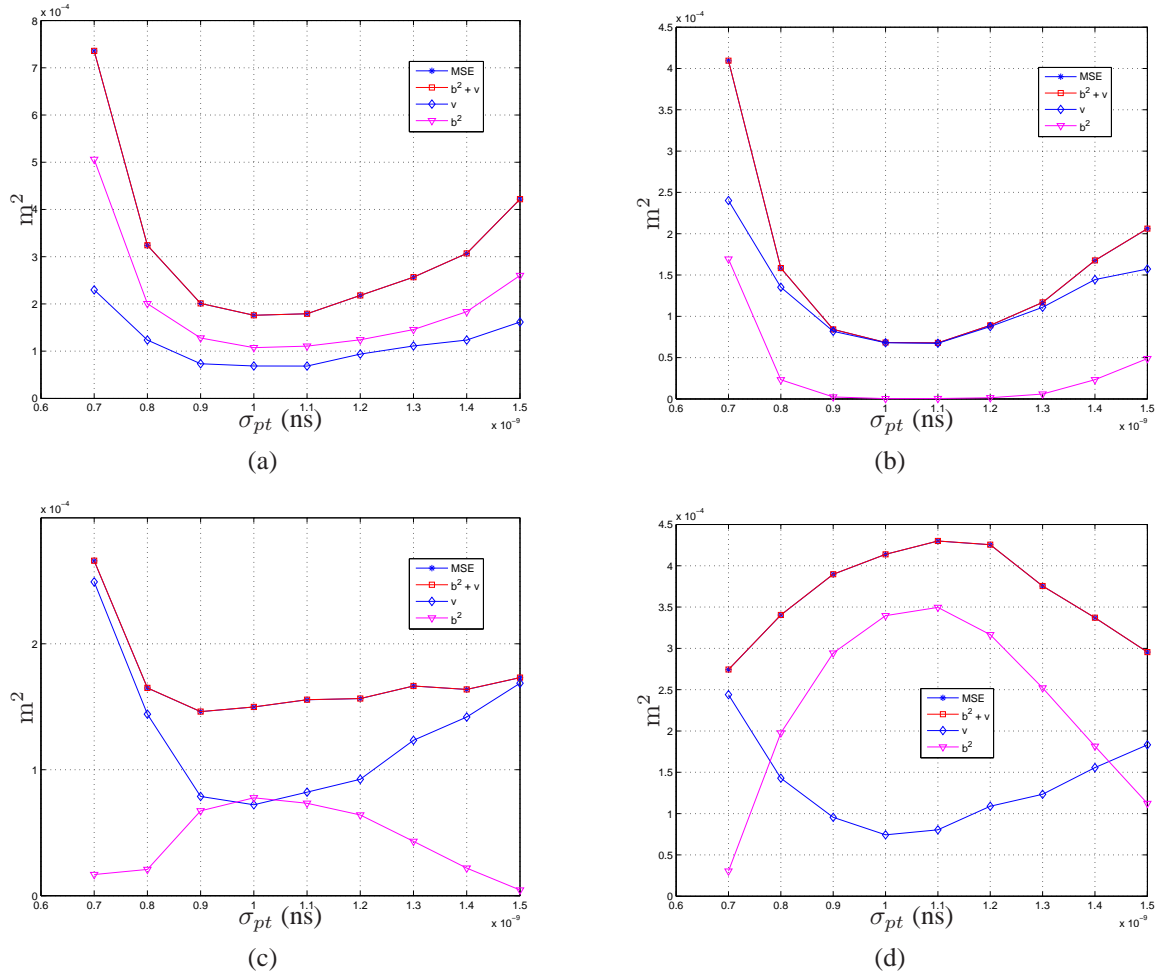 x 10⁻⁴
8
7
6
5
4
3
2
1
0
m²
MSE
b² + v
v
b²
0.6 0.7 0.8 0.9 1 1.1 1.2 1.3 1.4 1.5
x 10⁻⁹
σ_pt (ns)
(a)
x 10⁻⁴
4.5
4
3.5
3
2.5
2
1.5
1
0.5
0
m²
MSE
b² + v
v
b²
0.6 0.7 0.8 0.9 1 1.1 1.2 1.3 1.4 1.5
x 10⁻⁹
σ_pt (ns)
(b)
x 10⁻⁴
2
1
0
m²
MSE
b² + v
v
b²
0.6 0.7 0.8 0.9 1 1.1 1.2 1.3 1.4 1.5
x 10⁻⁹
σ_pt (ns)
(c)
x 10⁻⁴
4.5
4
3.5
3
2.5
2
1.5
1
0.5
0
m²
MSE
b² + v
v
b²
0.6 0.7 0.8 0.9 1 1.1 1.2 1.3 1.4 1.5
x 10⁻⁹
σ_pt (ns)
(d)